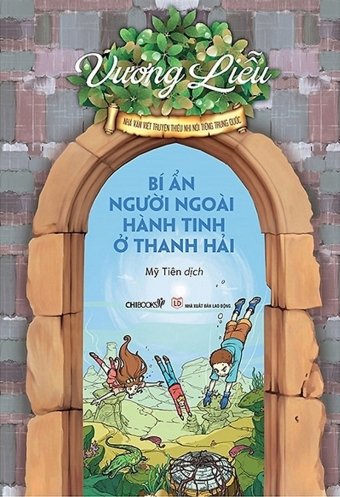 Vương Liễu
NHÀ VĂN VIẾT TRUYỆN THIẾU NHI NỔI TIẾNG TRUNG QUỐC
BÍ ẨN
NGƯỜI NGOÀI
HÀNH TINH
Ở THANH HẢI
Mỹ Tiên dịch
CHIBOOKS
LD NHÀ XUẤT BẢN LAO ĐỘNG